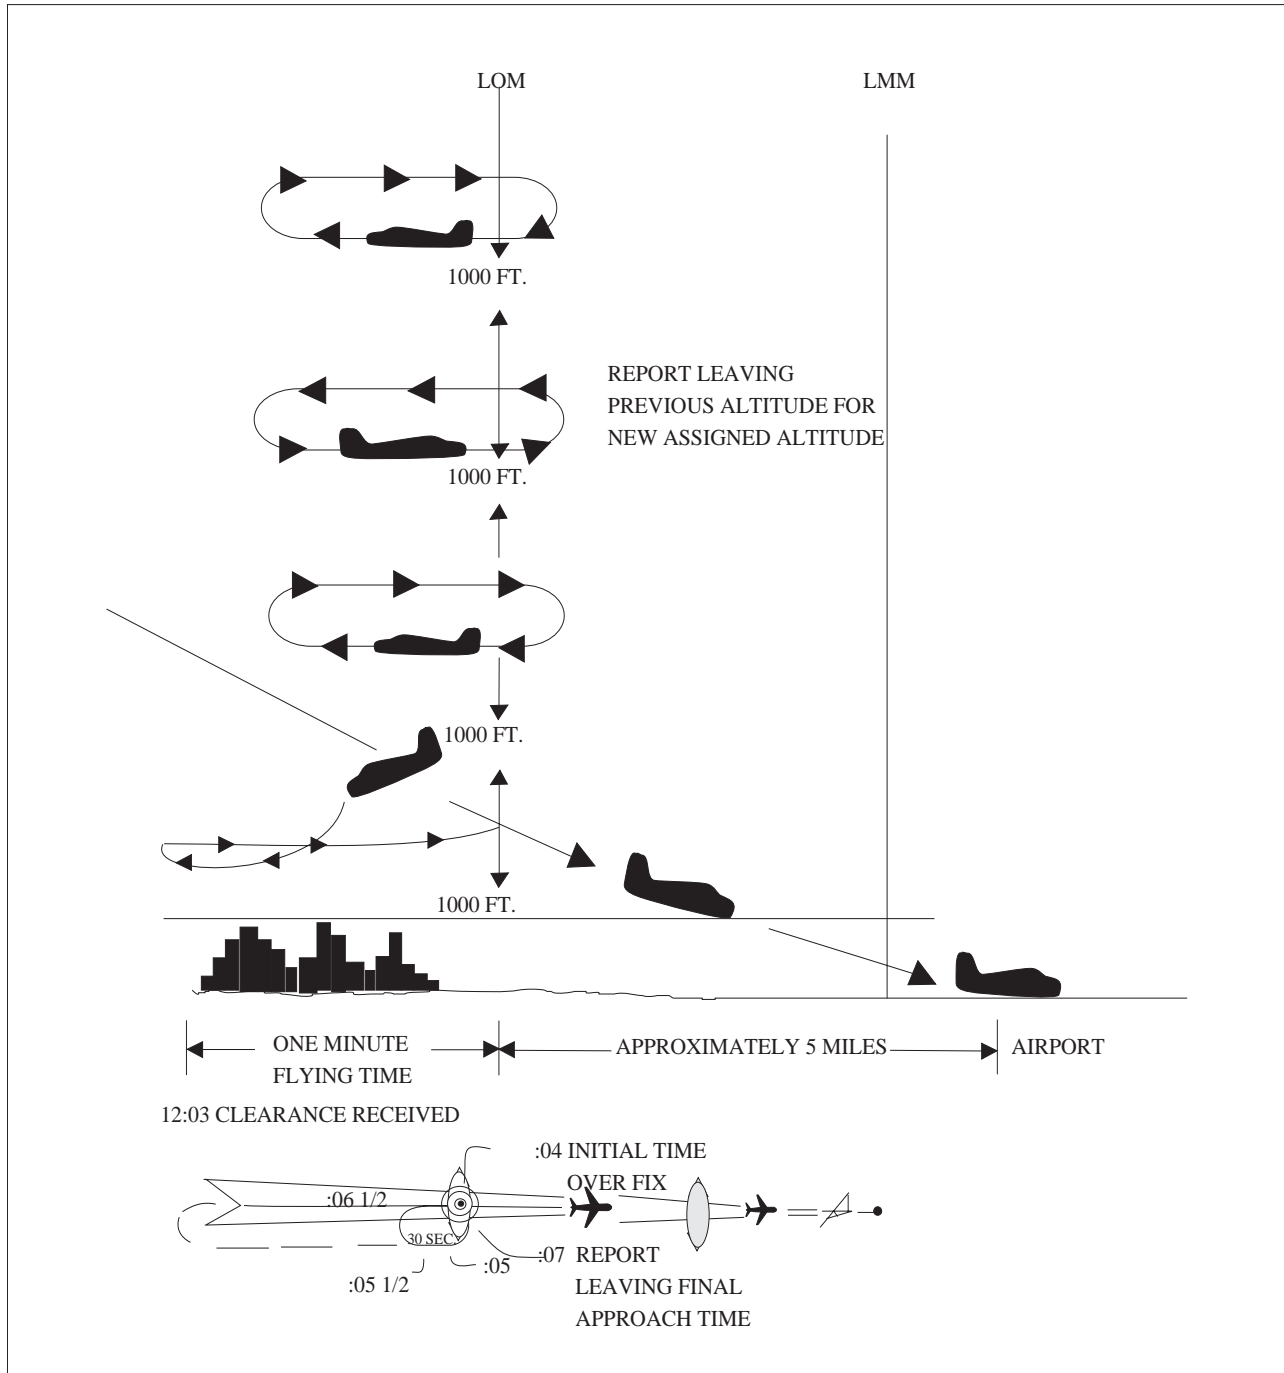 LOM
LMM
1000 FT.
REPORT LEAVING
PREVIOUS ALTITUDE FOR
NEW ASSIGNED ALTITUDE
1000 FT.
1000 FT.
1000 FT.
ONE MINUTE
FLYING TIME
APPROXIMATELY 5 MILES
AIRPORT
12:03 CLEARANCE RECEIVED
:04 INITIAL TIME
OVER FIX
:06 1/2
30 SEC.
:05
:07 REPORT
LEAVING FINAL
APPROACH TIME
:05 1/2